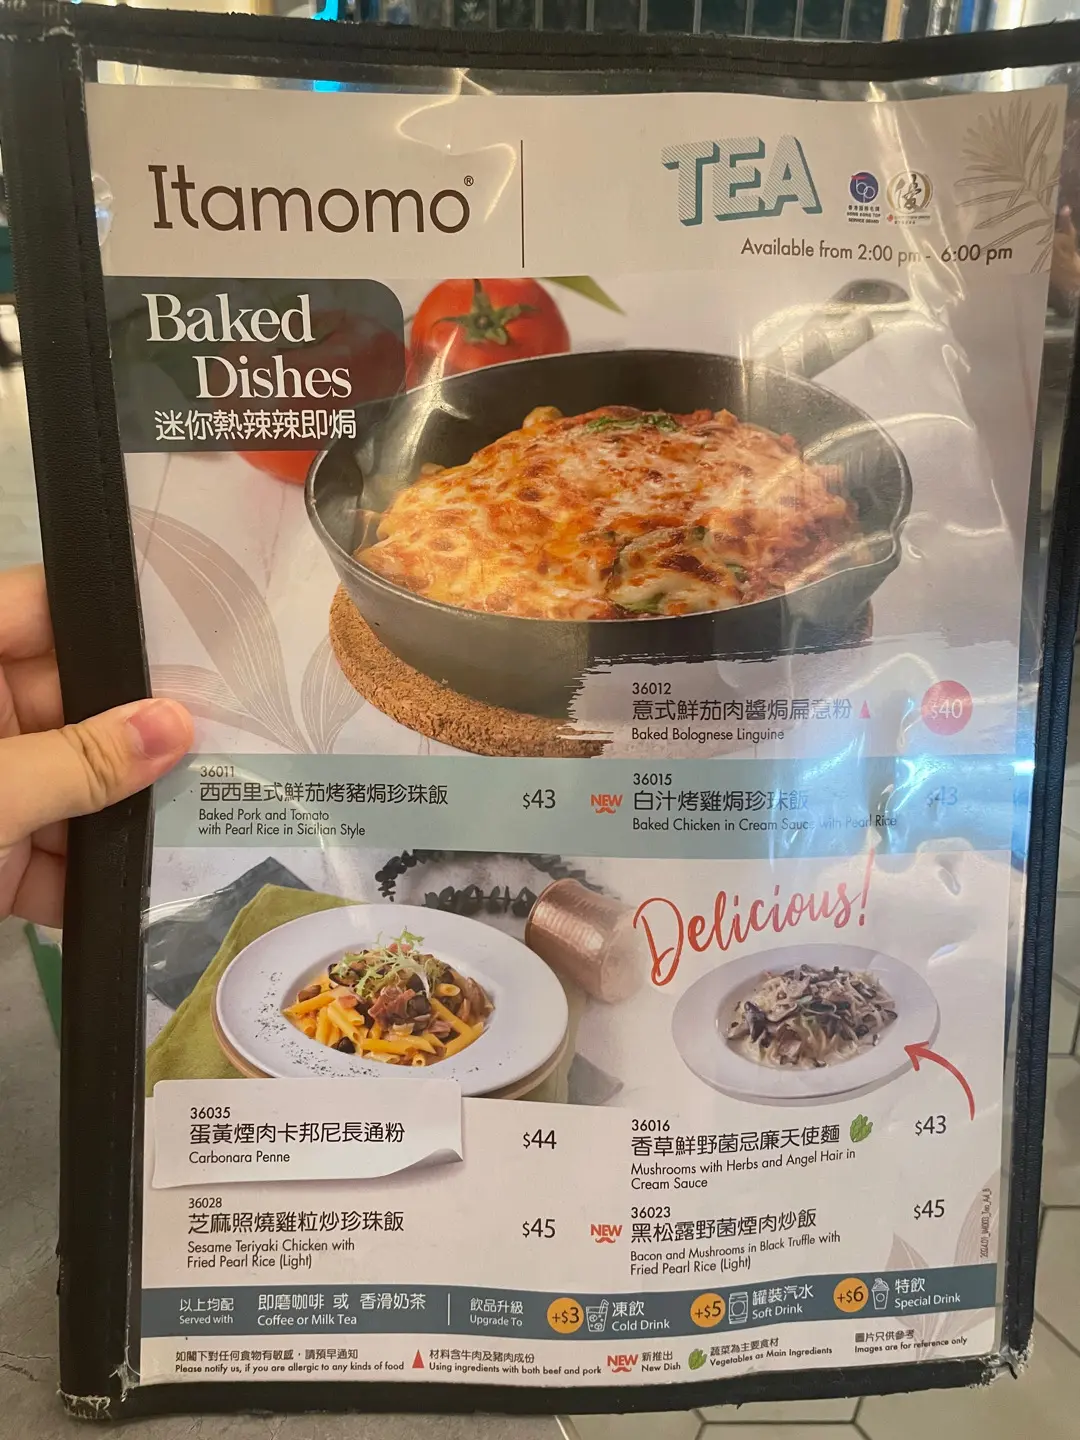 Itamomo®
TEA
Available from 2:00 pm - 6:00 pm
Baked
Dishes
迷你熱辣辣即焗
36012
意式鮮茄肉醬焗扁意粉
$40
Baked Bolognese Linguine
36011
西西里式鮮茄烤豬焗珍珠飯
$43
Baked Pork and Tomato
with Pearl Rice in Sicilian Style
36015
NEW
白汁烤雞焗珍珠飯
$43
Baked Chicken in Cream Sauce with Pearl Rice
Delicious!
36035
蛋黃煙肉卡邦尼長通粉
$44
Carbonara Penne
36016
香草鮮野菌忌廉天使麵
$43
Mushrooms with Herbs and Angel Hair in
Cream Sauce
36028
芝麻照燒雞粒炒珍珠飯
$45
Sesame Teriyaki Chicken with
Fried Pearl Rice (Light)
36023
NEW
黑松露野菌煙肉炒飯
$45
Bacon and Mushrooms in Black Truffle with
Fried Pearl Rice (Light)
以上均配 即磨咖啡 或 香滑奶茶
Served with Coffee or Milk Tea
飲品升級
Upgrade To
+$3 凍飲
Cold Drink
+$5 罐裝汽水
Soft Drink
+$6 特飲
Special Drink
如閣下對任何食物有敏感，請預早通知
Please notify us, if you are allergic to any kinds of food
材料含牛肉及豬肉成份
Using ingredients with both beef and pork
NEW 新推出
New Dish
蔬菜為主要食材
Vegetables as Main Ingredients
圖片只供參考
Images are for reference only